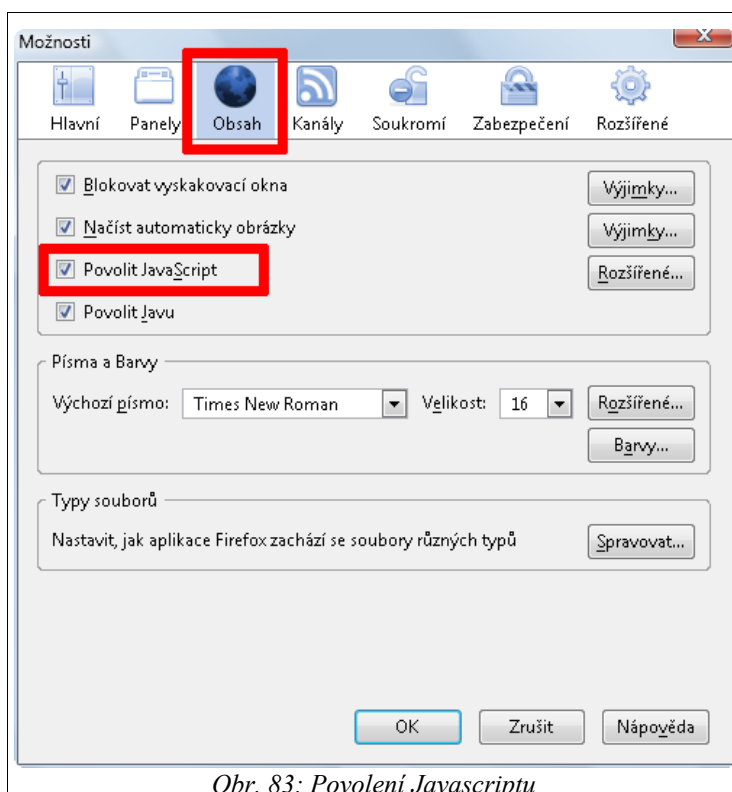 Možnosti
Hlavní Panely Obsah Kanály Soukromí Zabezpečení Rozšířené
Blokovat vyskakovací okna Výjimky...
Načíst automaticky obrázky Výjimky...
Povolit JavaScript Rozšířené...
Povolit Javu
Písma a Barvy
Výchozí písmo: Times New Roman Velikost: 16 Rozšířené...
Barvy...
Typy souborů
Nastavit, jak aplikace Firefox zachází se soubory různých typů Spravovat...
OK Zrušit Nápověda
Obr. 83: Povolení Javascriptu